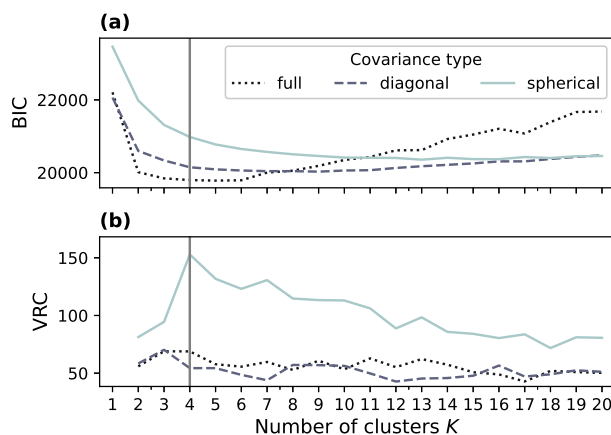 (a)
Covariance type
full diagonal spherical
BIC
22000
20000
(b)
VRC
150
100
50
1 2 3 4 5 6 7 8 9 10 11 12 13 14 15 16 17 18 19 20
Number of clusters K